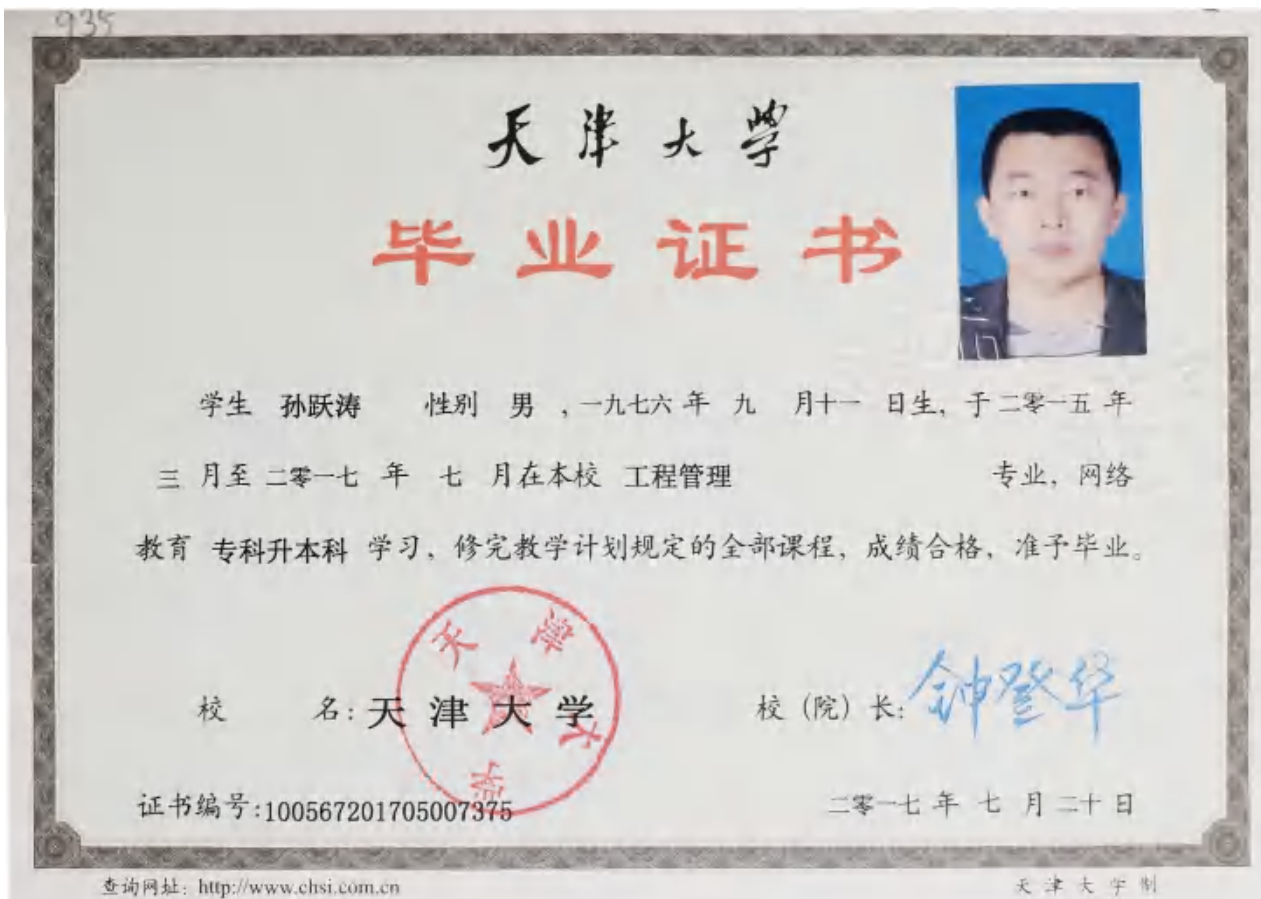 935
天津大学
毕业证书
学生 孙跃涛 性别 男 ,一九七六 年 九 月十一 日生, 于 二零一五 年
三 月至 二零一七 年 七 月在本校 工程管理 专业, 网络
教育 专科升本科 学习, 修完教学计划规定的全部课程, 成绩合格, 准予毕业。
天津大学
校 名: 天津大学 校 (院) 长: 钟登华
证书编号:100567201705007375 二零一七 年 七 月 二十 日
查询网址: http://www.chsi.com.cn 天津大学制